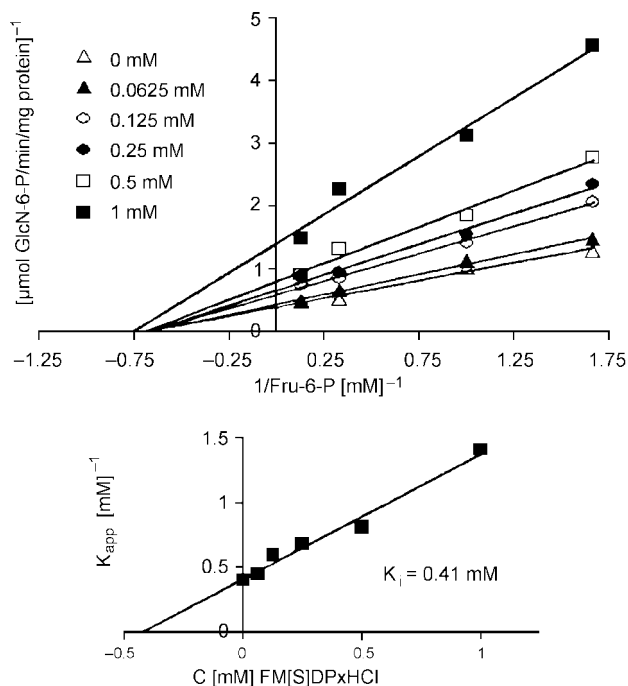 [µmol GlcN-6-P/min/mg protein]⁻¹
5
4
3
2
1
0
0 mM
0.0625 mM
0.125 mM
0.25 mM
0.5 mM
1 mM
–1.25 –0.75 –0.25 0.25 0.75 1.25 1.75
1/Fru-6-P [mM]⁻¹
K app [mM]⁻¹
1.5
1
0.5
0
K i = 0.41 mM
–0.5 0 0.5 1
C [mM] FM[S]DPxHCl